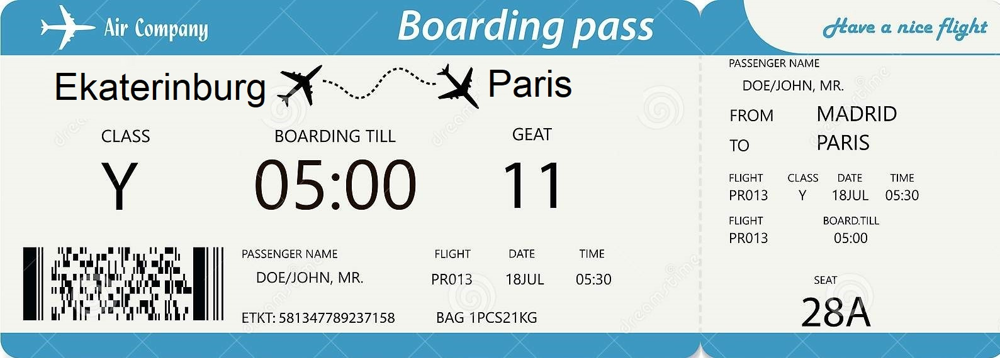 Air Company
Boarding pass
Have a nice flight
Ekaterinburg
Paris
CLASS
BOARDING TILL
GEAT
Y
05:00
11
PASSENGER NAME
FLIGHT
DATE
TIME
DOE/JOHN, MR.
PR013
18JUL
05:30
ETKT: 581347789237158
BAG 1PCS21KG
PASSENGER NAME
DOE/JOHN, MR.
FROM MADRID
TO PARIS
FLIGHT CLASS DATE TIME
PR013 Y 18JUL 05:30
FLIGHT BOARD.TILL
PR013 05:00
SEAT
28A
dreamstime
dreamstime
dreamstime